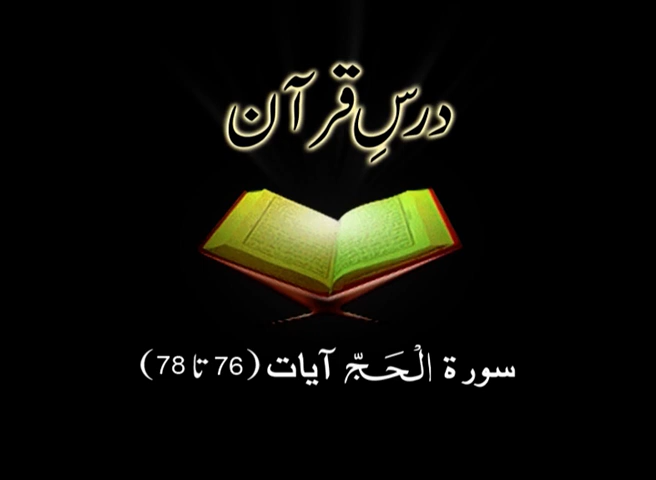 درسِ قرآن
سورة الْحَجّ آیات (76 تا 78)